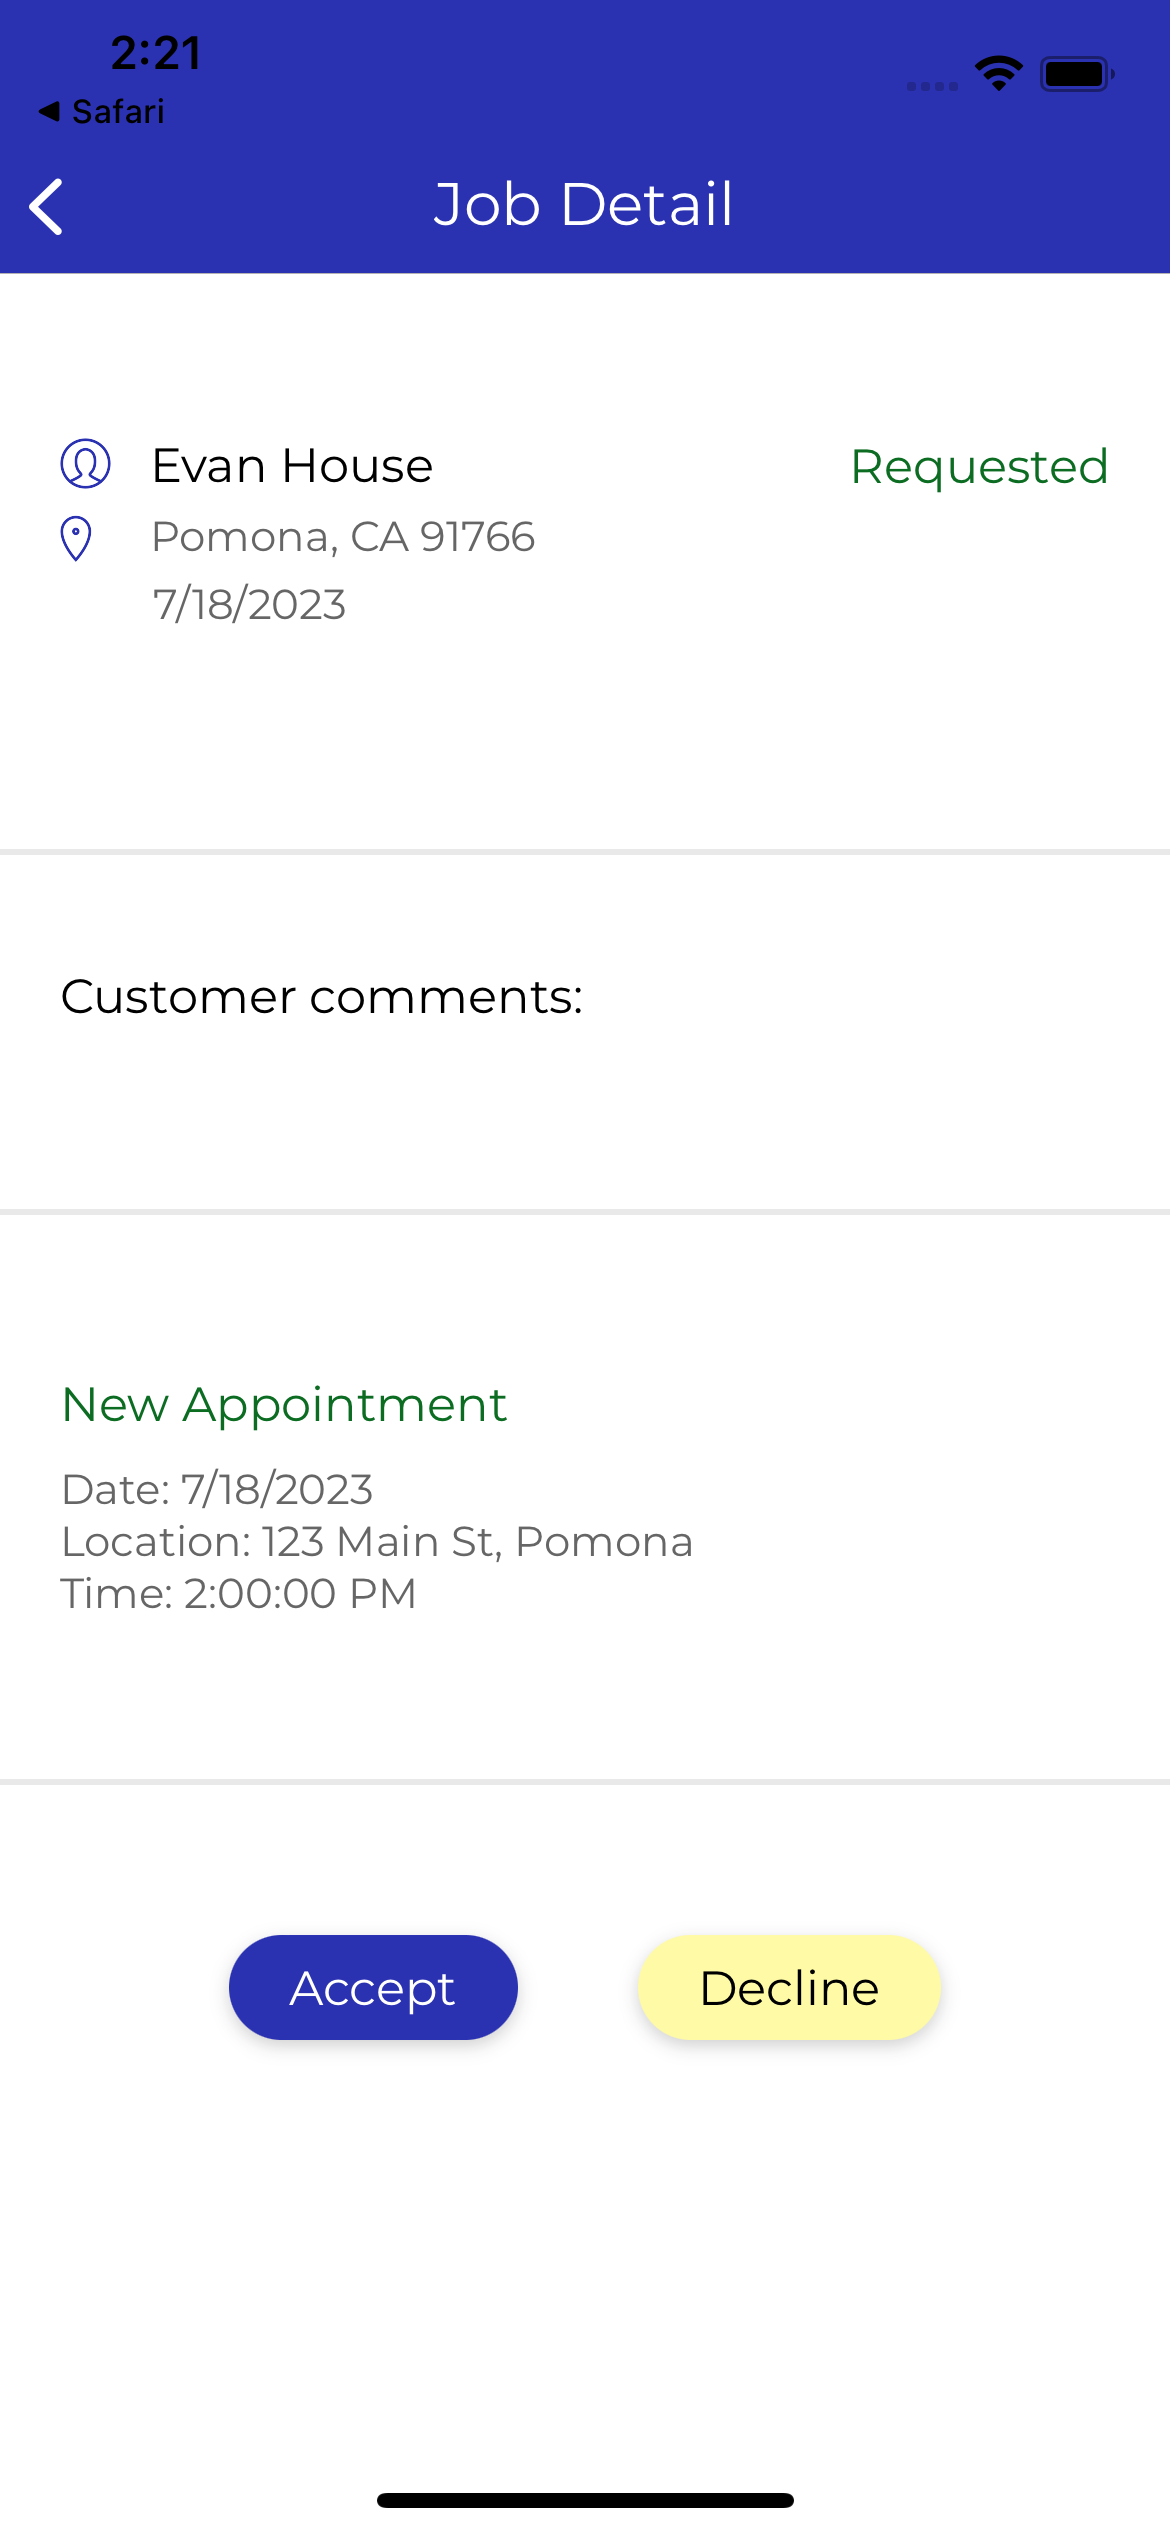 2:21
Safari
Job Detail
Evan House
Requested
Pomona, CA 91766
7/18/2023
Customer comments:
New Appointment
Date: 7/18/2023
Location: 123 Main St, Pomona
Time: 2:00:00 PM
Accept
Decline